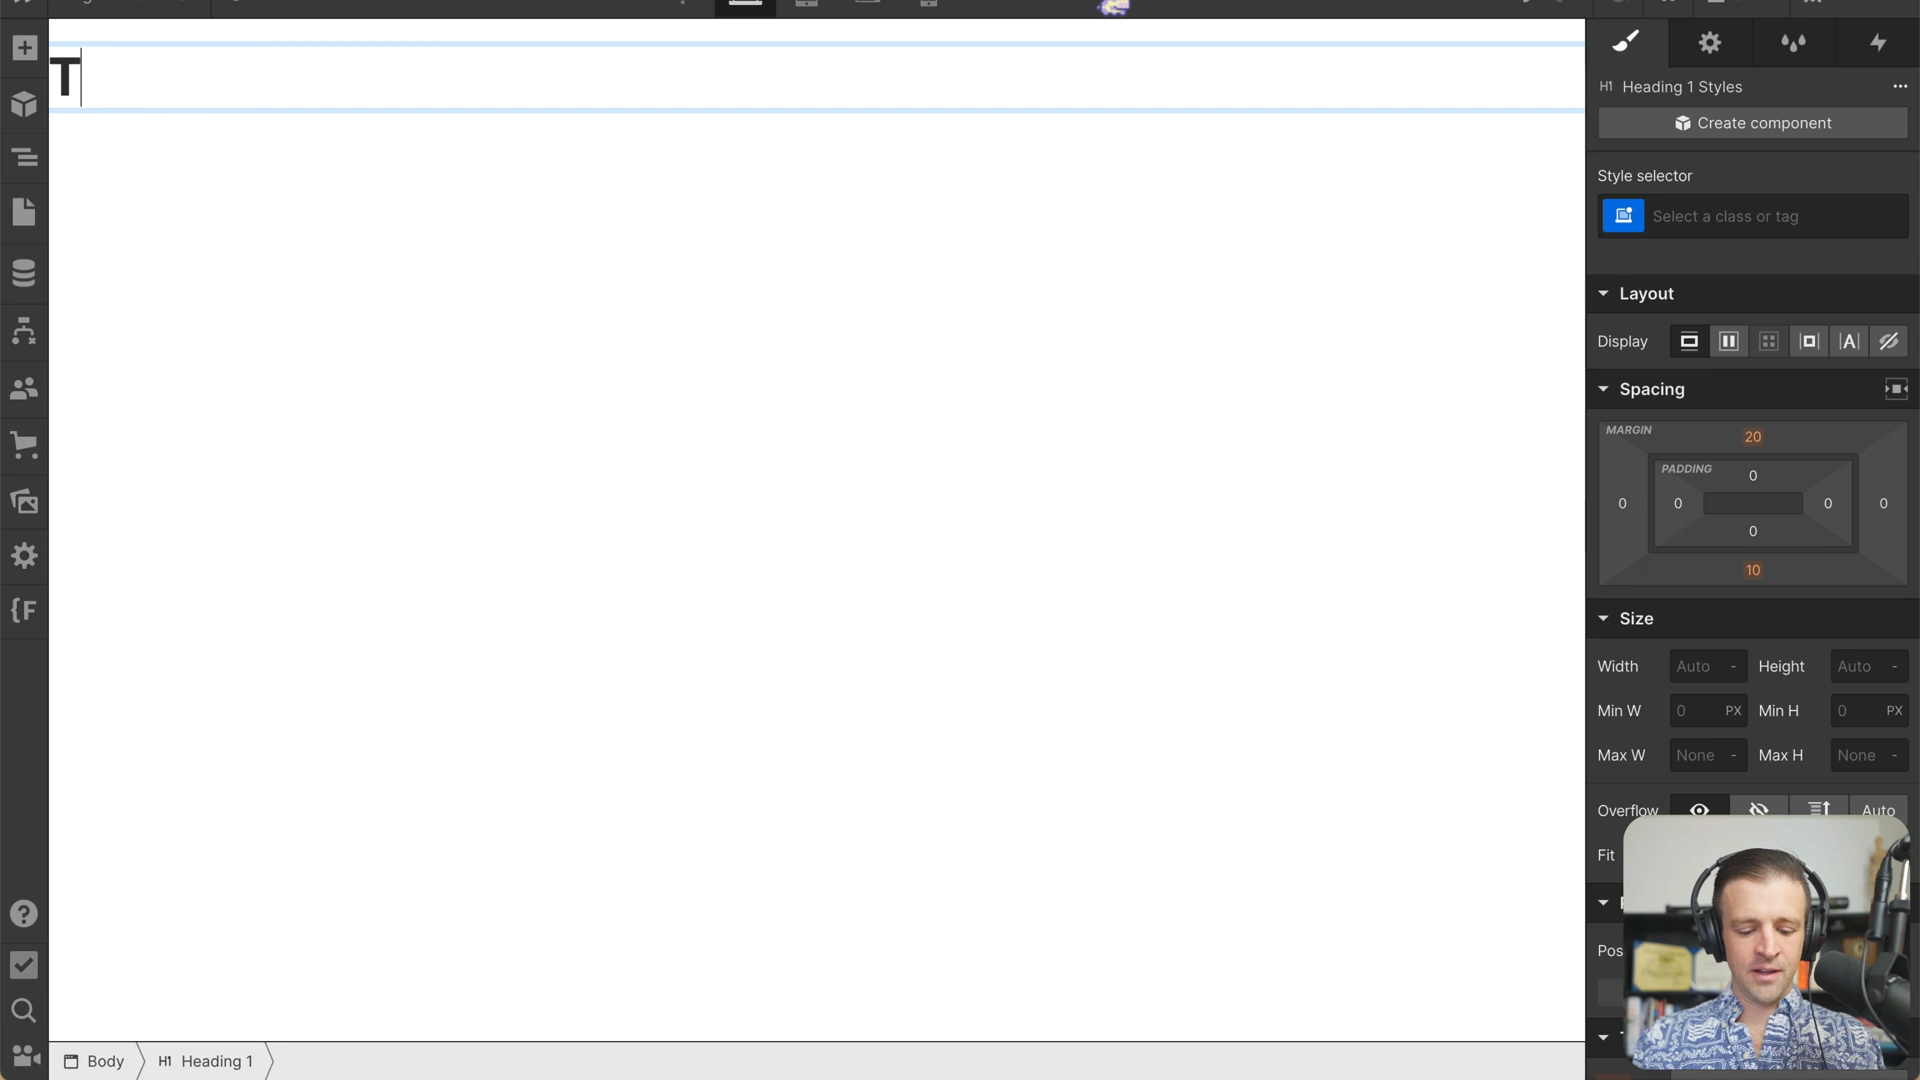 T
H1 Heading 1 Styles
Create component
Style selector
Select a class or tag
Layout
Display
A
Spacing
MARGIN
20
PADDING
0
0
0
0
0
0
10
Size
Width Auto - Height Auto -
Min W 0 PX Min H 0 PX
Max W None - Max H None -
Overflow Auto
Fit
Pos
{F
Body H1 Heading 1